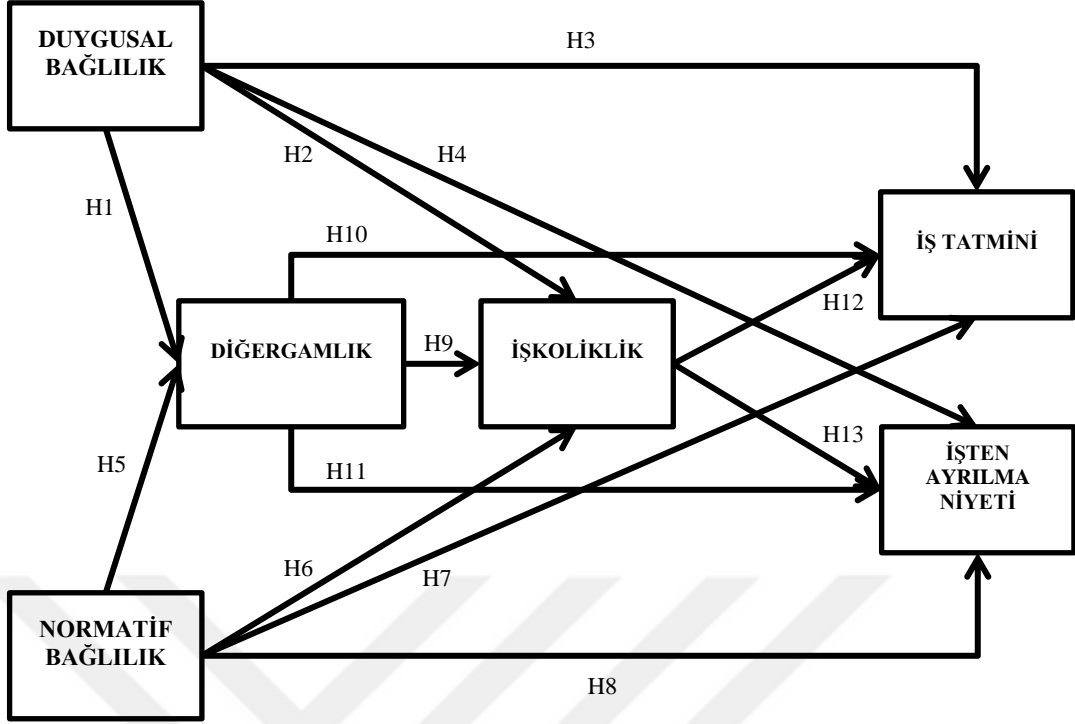 DUYGUSAL
BAĞLILIK
H3
H2
H4
H1
İŞ TATMİNİ
H10
H12
DİĞERGAMLIK
H9
İŞKOLİKLİK
H13
İŞTEN
AYRILMA
NİYETİ
H5
H11
H6
H7
NORMATİF
BAĞLILIK
H8